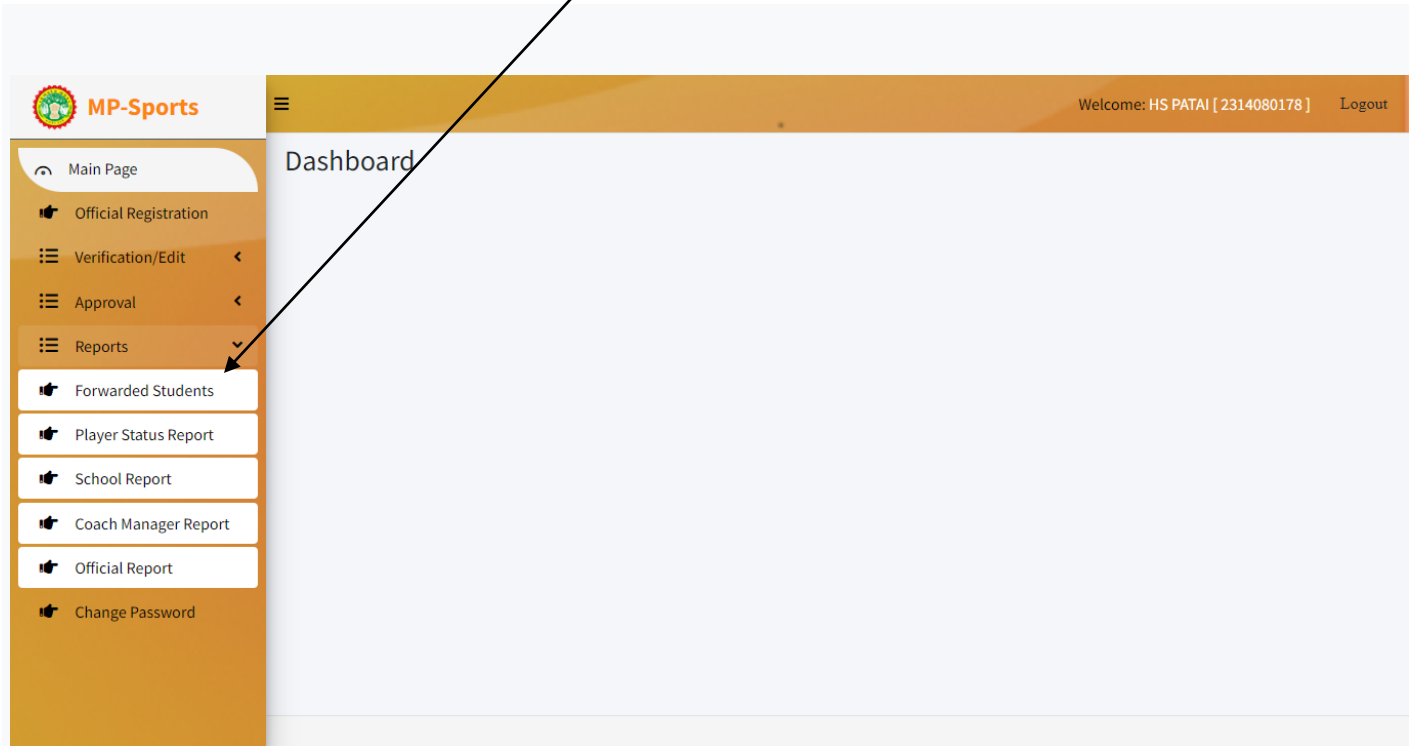 MP-Sports
Welcome: HS PATAI [ 2314080178 ] Logout
Main Page
Dashboard
Official Registration
Verification/Edit
Approval
Reports
Forwarded Students
Player Status Report
School Report
Coach Manager Report
Official Report
Change Password